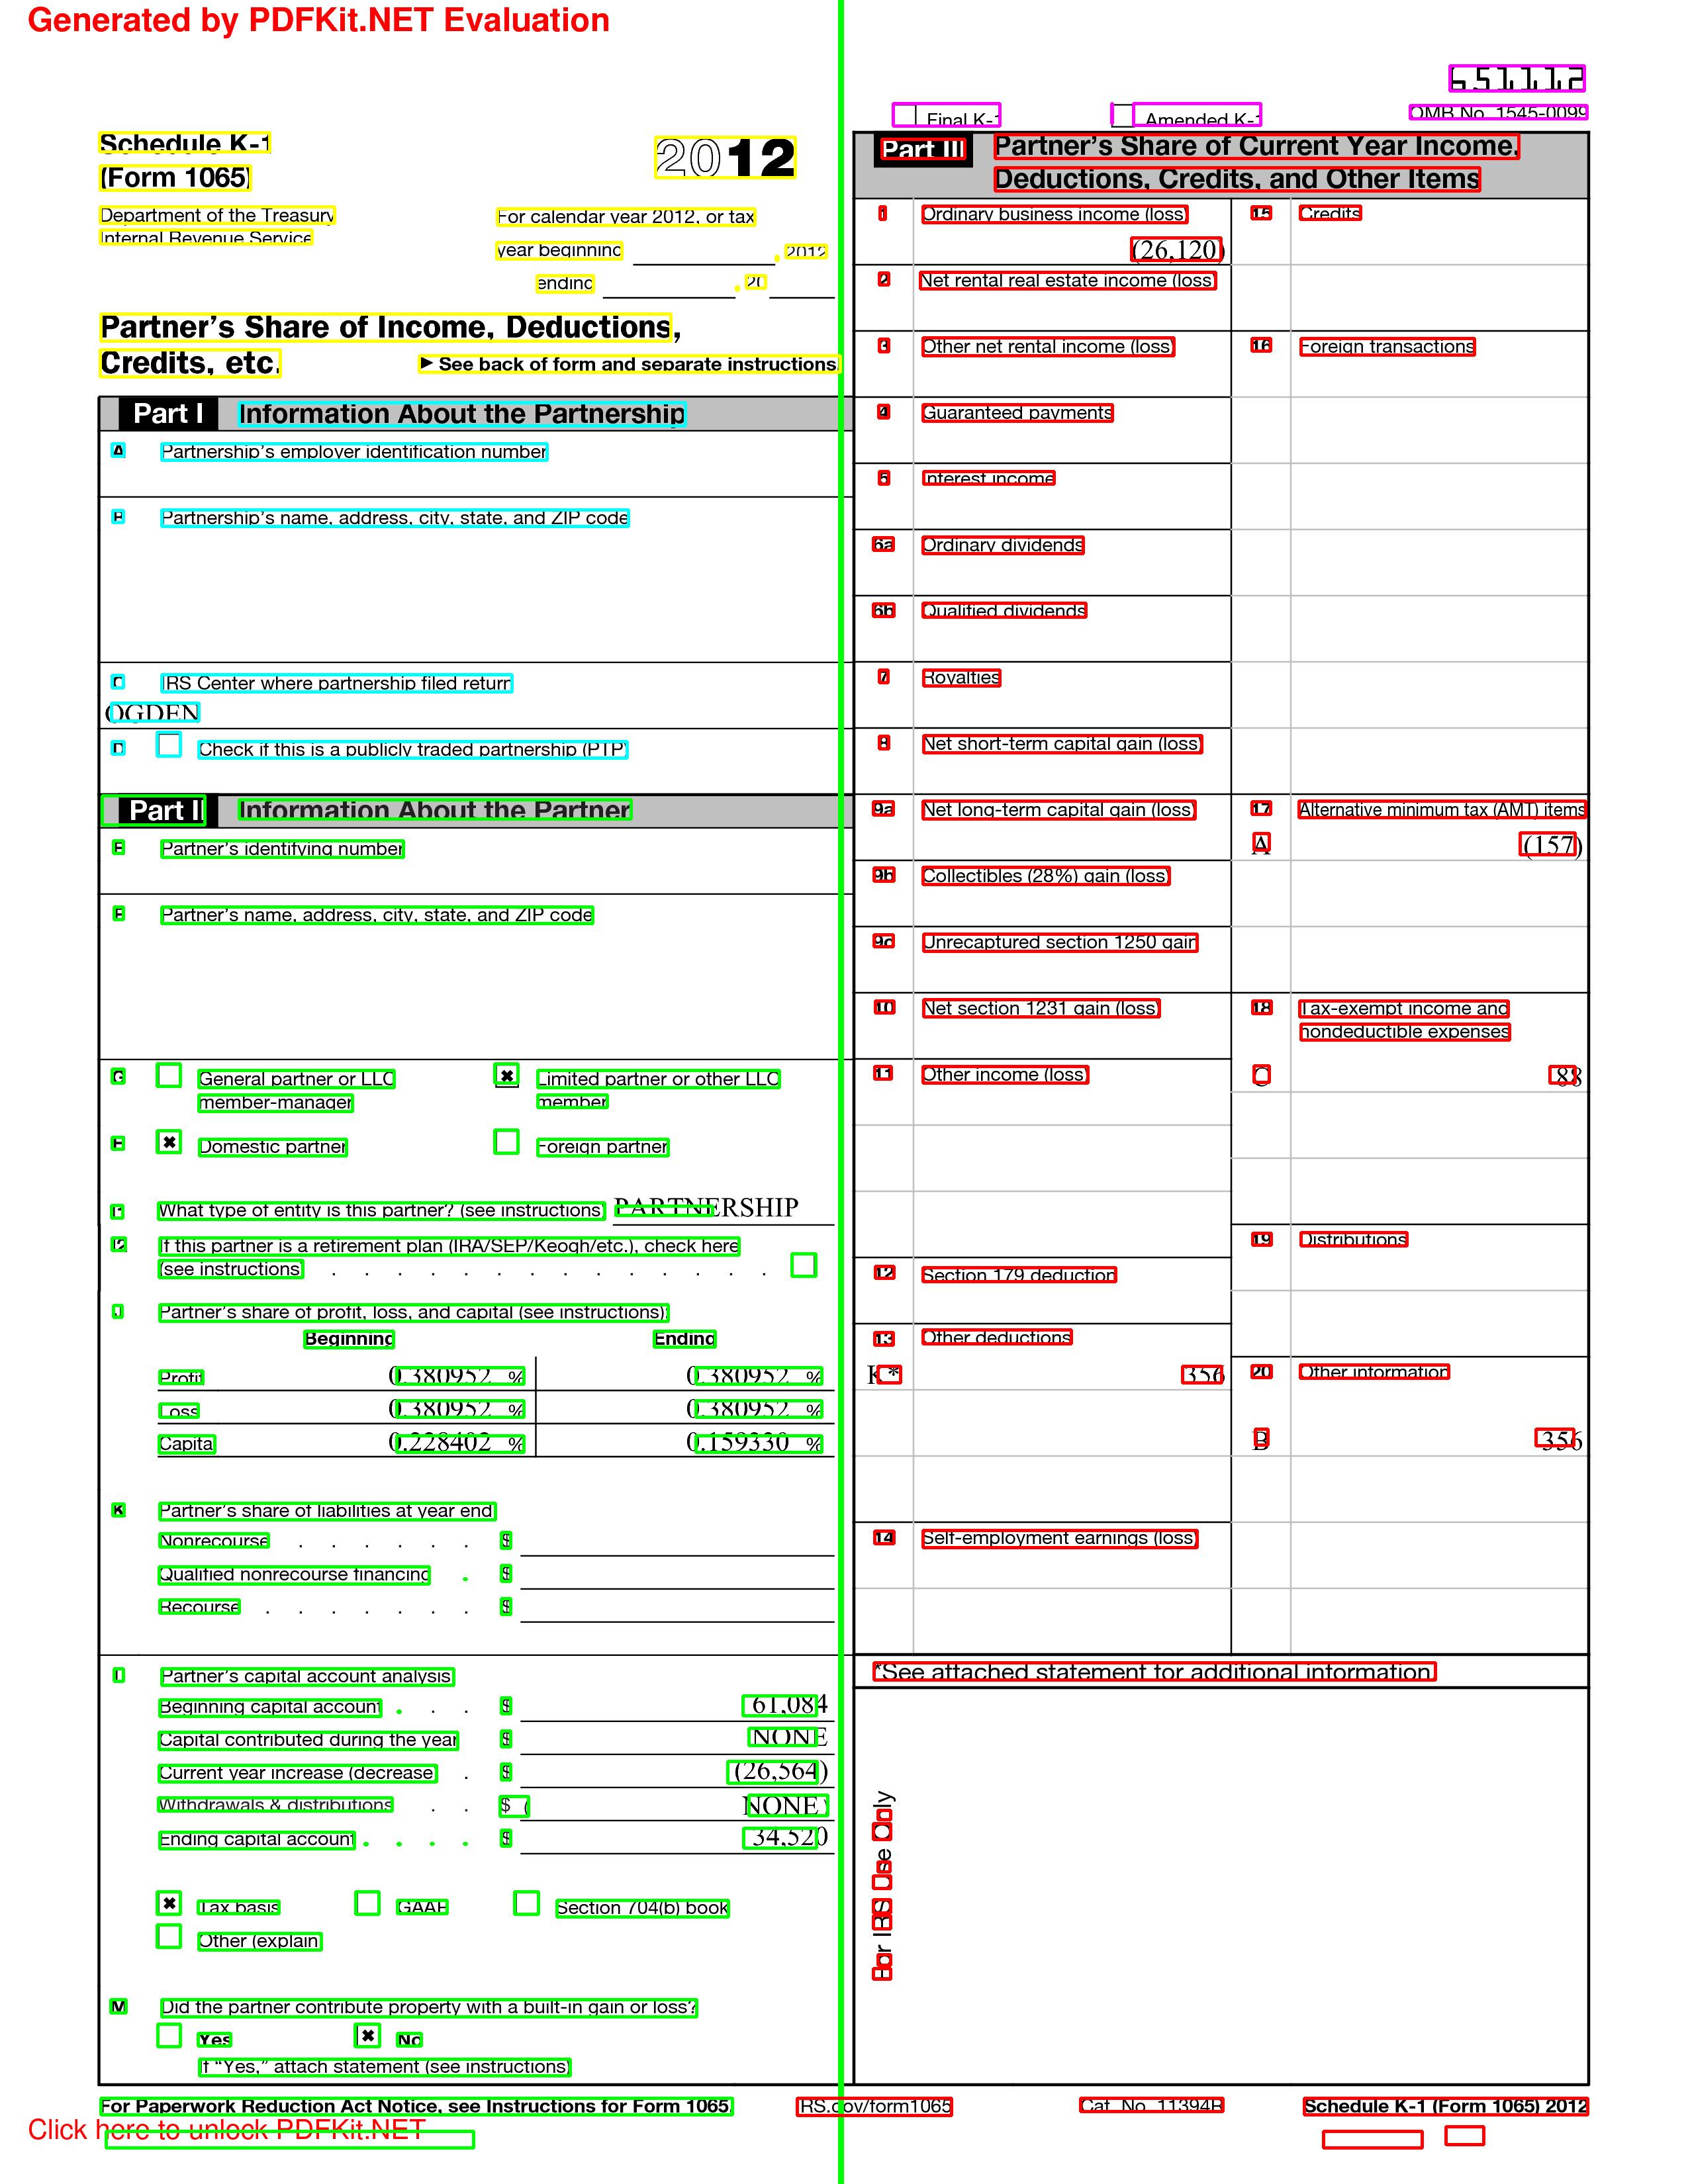 Generated by PDFKit.NET Evaluation
651112
Final K-1
Amended K-1
OMB No. 1545-0099
Schedule K-1
(Form 1065)
2012
Department of the Treasury
Internal Revenue Service
For calendar year 2012, or tax
year beginning , 2012
ending , 20
Partner's Share of Income, Deductions,
Credits, etc.
► See back of form and separate instructions.
Part I Information About the Partnership
A Partnership's employer identification number
B Partnership's name, address, city, state, and ZIP code
C IRS Center where partnership filed return
OGDEN
D Check if this is a publicly traded partnership (PTP)
Part II Information About the Partner
E Partner's identifying number
F Partner's name, address, city, state, and ZIP code
G General partner or LLC
member-manager
✖ Limited partner or other LLC
member
H ✖ Domestic partner
Foreign partner
I1 What type of entity is this partner? (see instructions) PARTNERSHIP
I2 If this partner is a retirement plan (IRA/SEP/Keogh/etc.), check here
(see instructions) . . . . . . . . . . . . . .
J Partner's share of profit, loss, and capital (see instructions):
Beginning Ending
Profit 0.380952 % 0.380952 %
Loss 0.380952 % 0.380952 %
Capital 0.228402 % 0.159330 %
K Partner's share of liabilities at year end
Nonrecourse . . . . . . $
Qualified nonrecourse financing . $
Recourse . . . . . . . $
L Partner's capital account analysis
Beginning capital account . . . $ 61,084
Capital contributed during the year $ NONE
Current year increase (decrease) . $ (26,564)
Withdrawals & distributions . . $ ( NONE )
Ending capital account . . . . $ 34,520
✖ Tax basis GAAP Section 704(b) book
Other (explain
M Did the partner contribute property with a built-in gain or loss?
Yes ✖ No
If "Yes," attach statement (see instructions)
Part III Partner's Share of Current Year Income,
Deductions, Credits, and Other Items
1 Ordinary business income (loss)
(26,120)
15 Credits
2 Net rental real estate income (loss)
3 Other net rental income (loss)
16 Foreign transactions
4 Guaranteed payments
5 Interest income
6a Ordinary dividends
6b Qualified dividends
7 Royalties
8 Net short-term capital gain (loss)
9a Net long-term capital gain (loss)
17 Alternative minimum tax (AMT) items
A (157)
9b Collectibles (28%) gain (loss)
9c Unrecaptured section 1250 gain
10 Net section 1231 gain (loss)
18 Tax-exempt income and
nondeductible expenses
11 Other income (loss)
C 88
19 Distributions
12 Section 179 deduction
13 Other deductions
K * 356
20 Other information
B 356
14 Self-employment earnings (loss)
*See attached statement for additional information.
For IRS Use Only
For Paperwork Reduction Act Notice, see Instructions for Form 1065.
IRS.gov/form1065
Cat. No. 11394R
Schedule K-1 (Form 1065) 2012
Click here to unlock PDFKit.NET